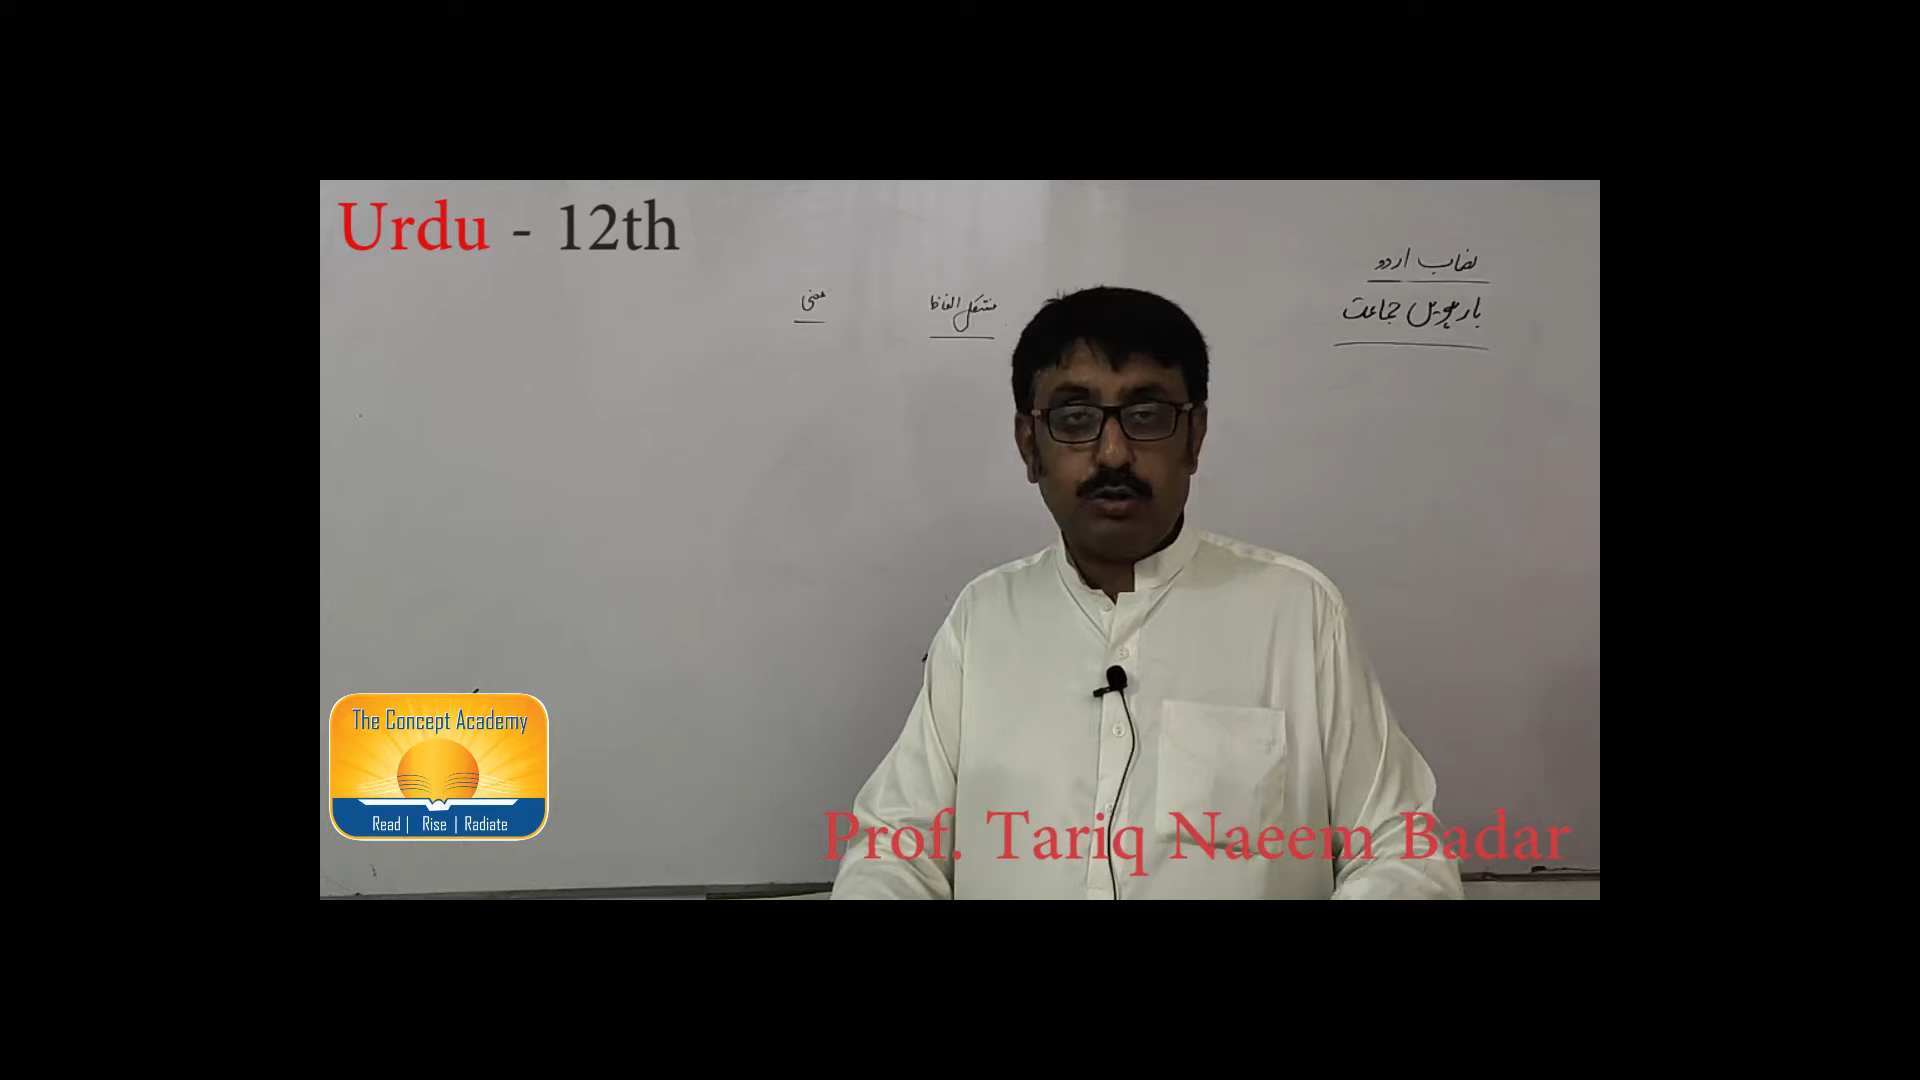 Urdu - 12th
نصاب اردو
بارہویں جماعت
مشکل الفاظ
معنی
The Concept Academy
Read | Rise | Radiate
Prof. Tariq Naeem Badar